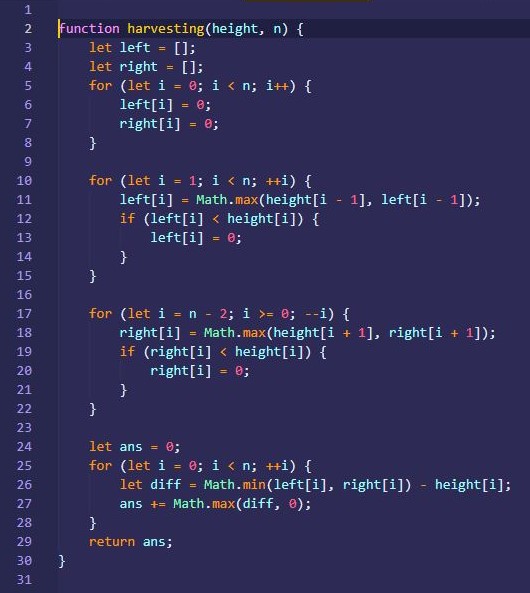 1
2 function harvesting(height, n) {
3     let left = [];
4     let right = [];
5     for (let i = 0; i < n; i++) {
6         left[i] = 0;
7         right[i] = 0;
8     }
9
10     for (let i = 1; i < n; ++i) {
11         left[i] = Math.max(height[i - 1], left[i - 1]);
12         if (left[i] < height[i]) {
13             left[i] = 0;
14         }
15     }
16
17     for (let i = n - 2; i >= 0; --i) {
18         right[i] = Math.max(height[i + 1], right[i + 1]);
19         if (right[i] < height[i]) {
20             right[i] = 0;
21         }
22     }
23
24     let ans = 0;
25     for (let i = 0; i < n; ++i) {
26         let diff = Math.min(left[i], right[i]) - height[i];
27         ans += Math.max(diff, 0);
28     }
29     return ans;
30 }
31